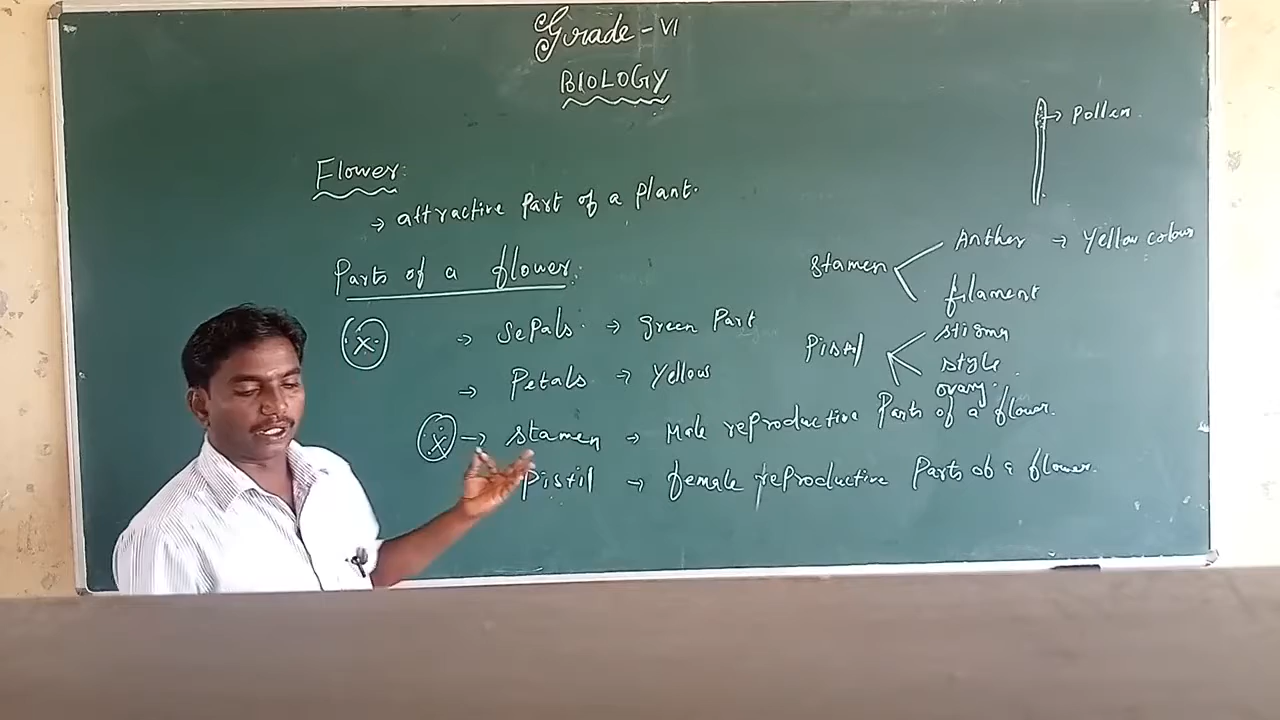 Grade - VI
BIOLOGY
→ Pollen.
Flower:
→ attractive part of a plant.
Parts of a flower:
→ Sepals. → green Part
→ Petals → Yellow
→ Stamen → Male reproductive Parts of a flower.
Pistil → female reproductive Parts of a flower.
Stamen
Anther → Yellow colour
filament
Pistil
stigma
style.
ovary.